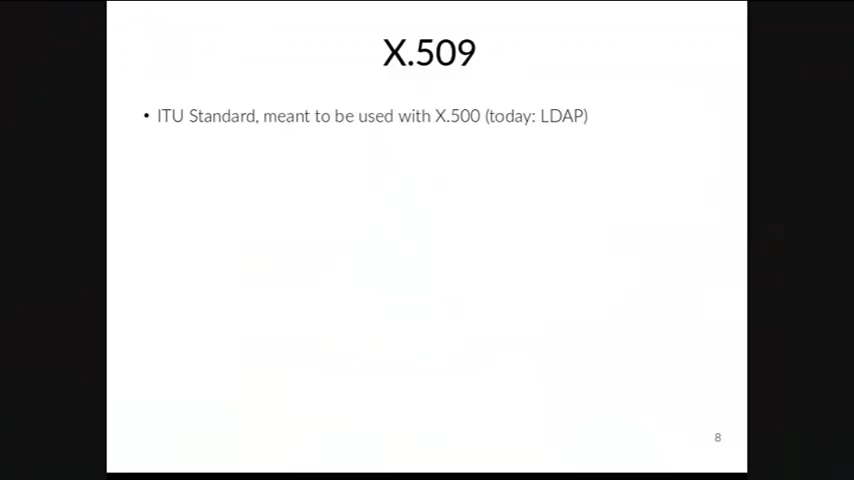 X.509
• ITU Standard, meant to be used with X.500 (today: LDAP)
8